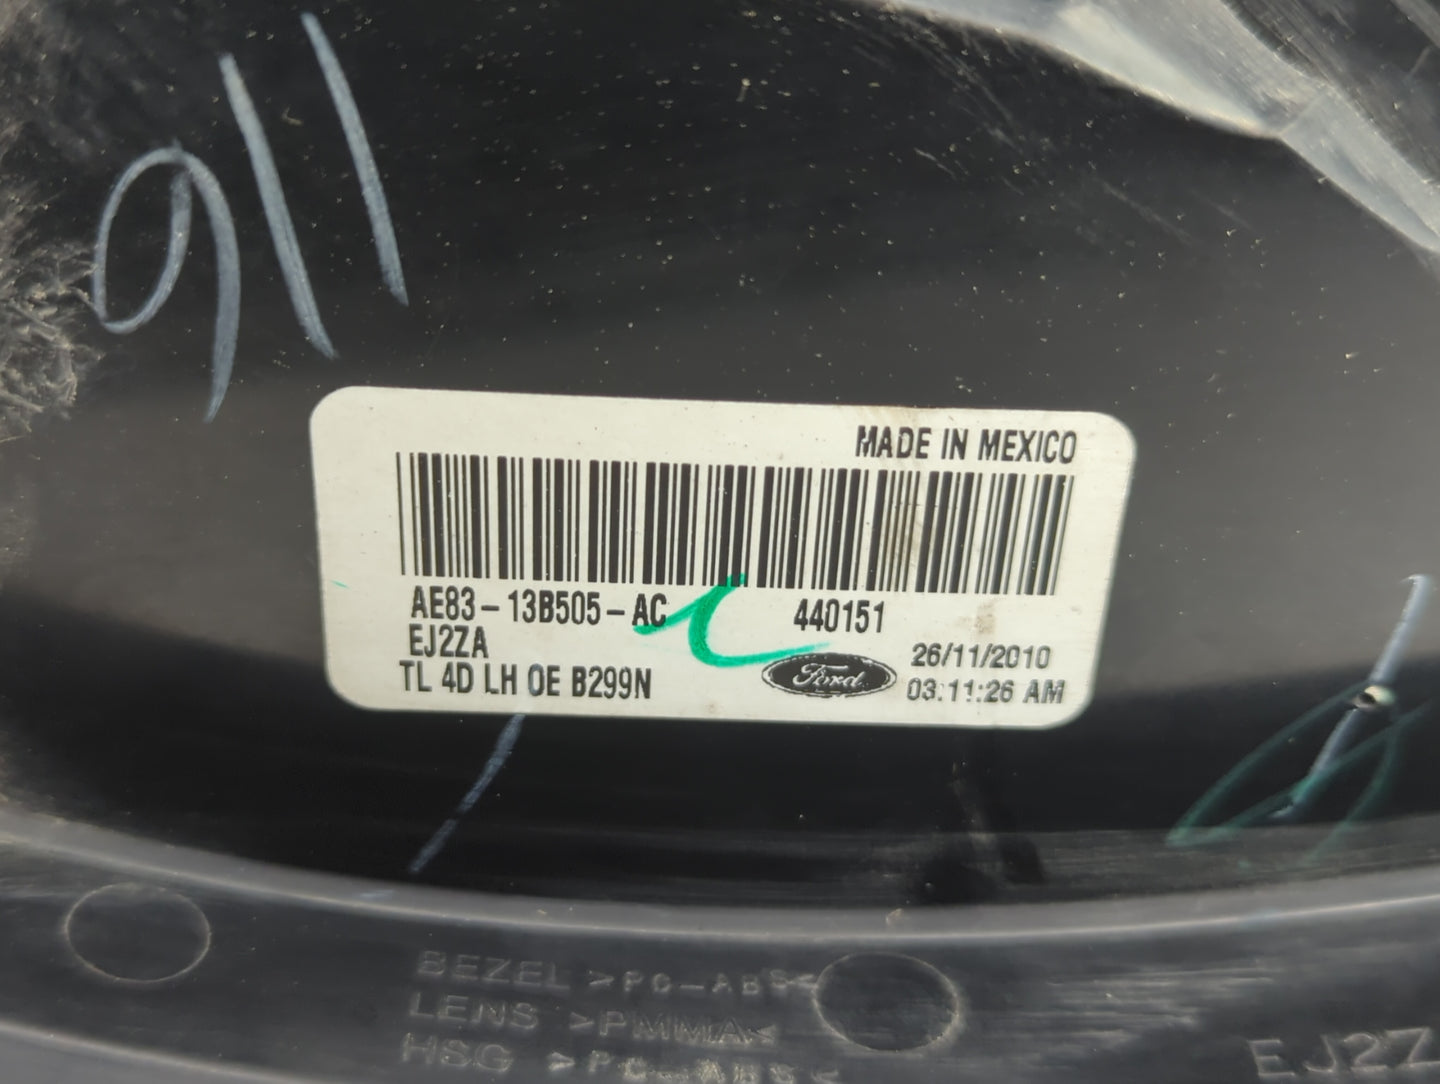 911
MADE IN MEXICO
AE83-13B505-AC 440151
EJ2ZA
TL 4D LH OE B299N
Ford
26/11/2010
03:11:26 AM
BEZEL >PC-ABS<
LENS >PMMA<
HSG >PC-ABS<
EJ2Z